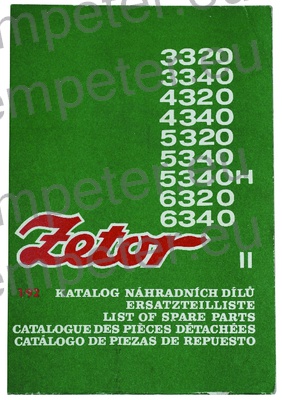 3320
3340
4320
4340
5320
5340
5340H
6320
6340
Zetor II
193 KATALOG NÁHRADNÍCH DÍLŮ
ERSATZTEILLISTE
LIST OF SPARE PARTS
CATALOGUE DES PIÈCES DÉTACHÉES
CATÁLOGO DE PIEZAS DE REPUESTO